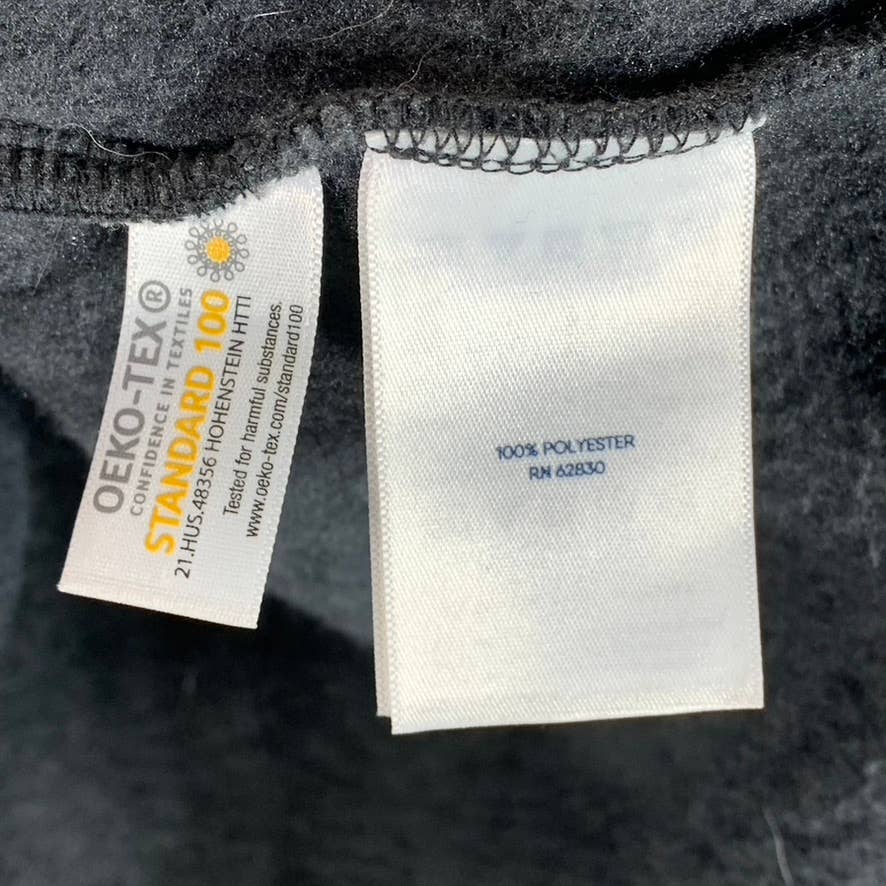 OEKO-TEX®
CONFIDENCE IN TEXTILES
STANDARD 100
21.HUS.48356 HOHENSTEIN HTTI
Tested for harmful substances.
www.oeko-tex.com/standard100
100% POLYESTER
RN 62830